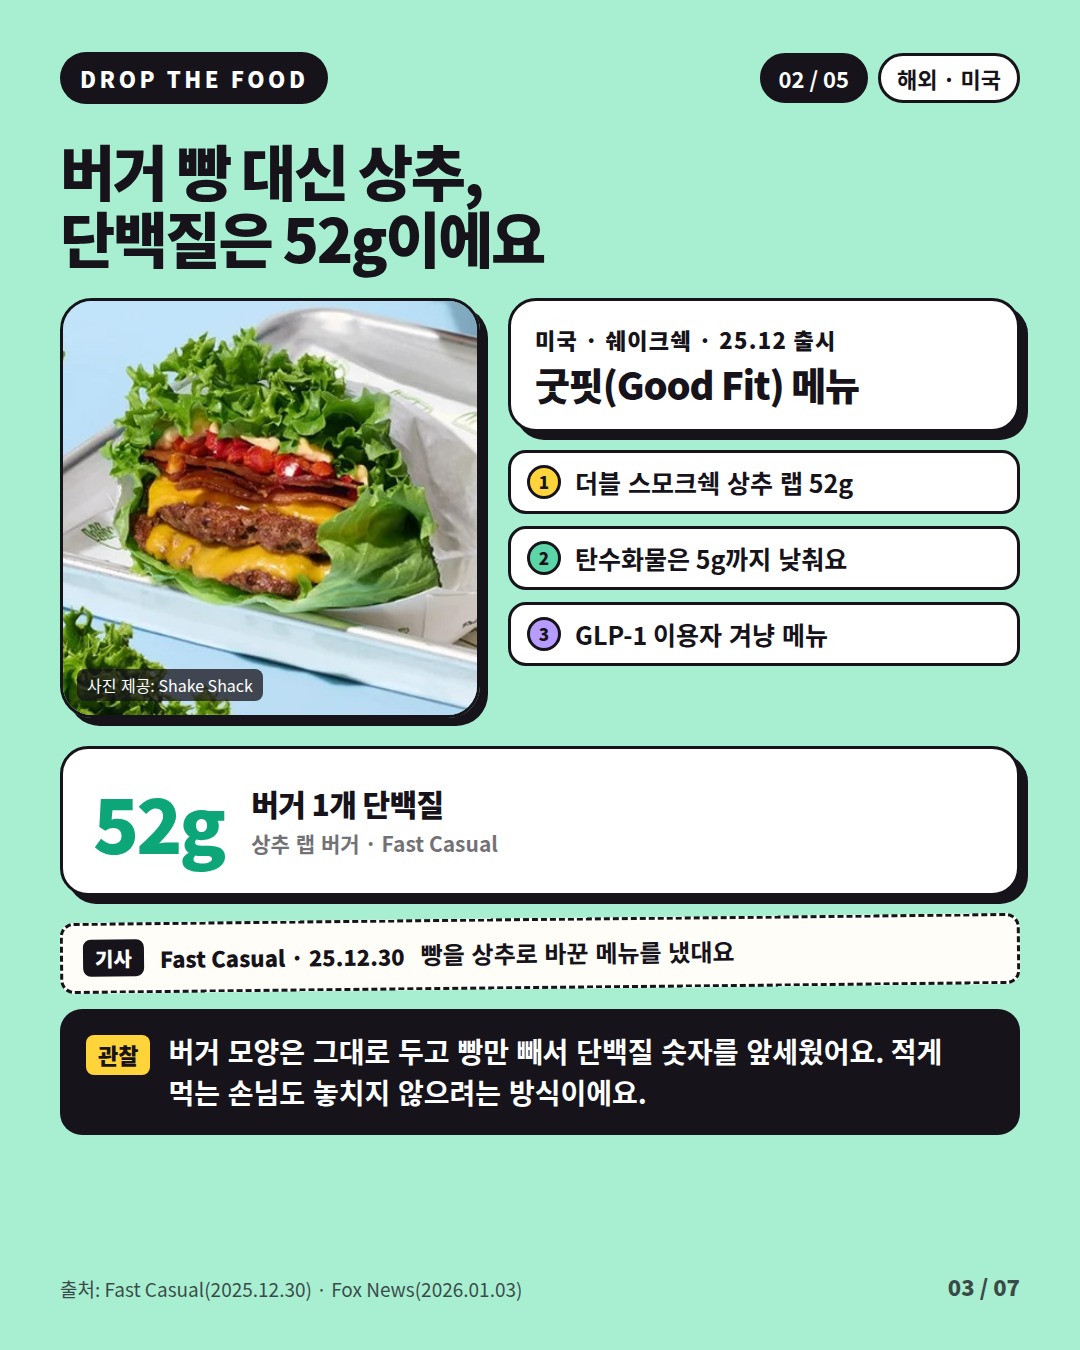 DROP THE FOOD
02 / 05
해외 · 미국
버거 빵 대신 상추,
단백질은 52g이에요
미국 · 쉐이크쉑 · 25.12 출시
굿핏(Good Fit) 메뉴
1 더블 스모크쉑 상추 랩 52g
2 탄수화물은 5g까지 낮춰요
3 GLP-1 이용자 겨냥 메뉴
사진 제공: Shake Shack
52g
버거 1개 단백질
상추 랩 버거 · Fast Casual
기사 Fast Casual · 25.12.30 빵을 상추로 바꾼 메뉴를 냈대요
관찰 버거 모양은 그대로 두고 빵만 빼서 단백질 숫자를 앞세웠어요. 적게
먹는 손님도 놓치지 않으려는 방식이에요.
출처: Fast Casual(2025.12.30) · Fox News(2026.01.03)
03 / 07